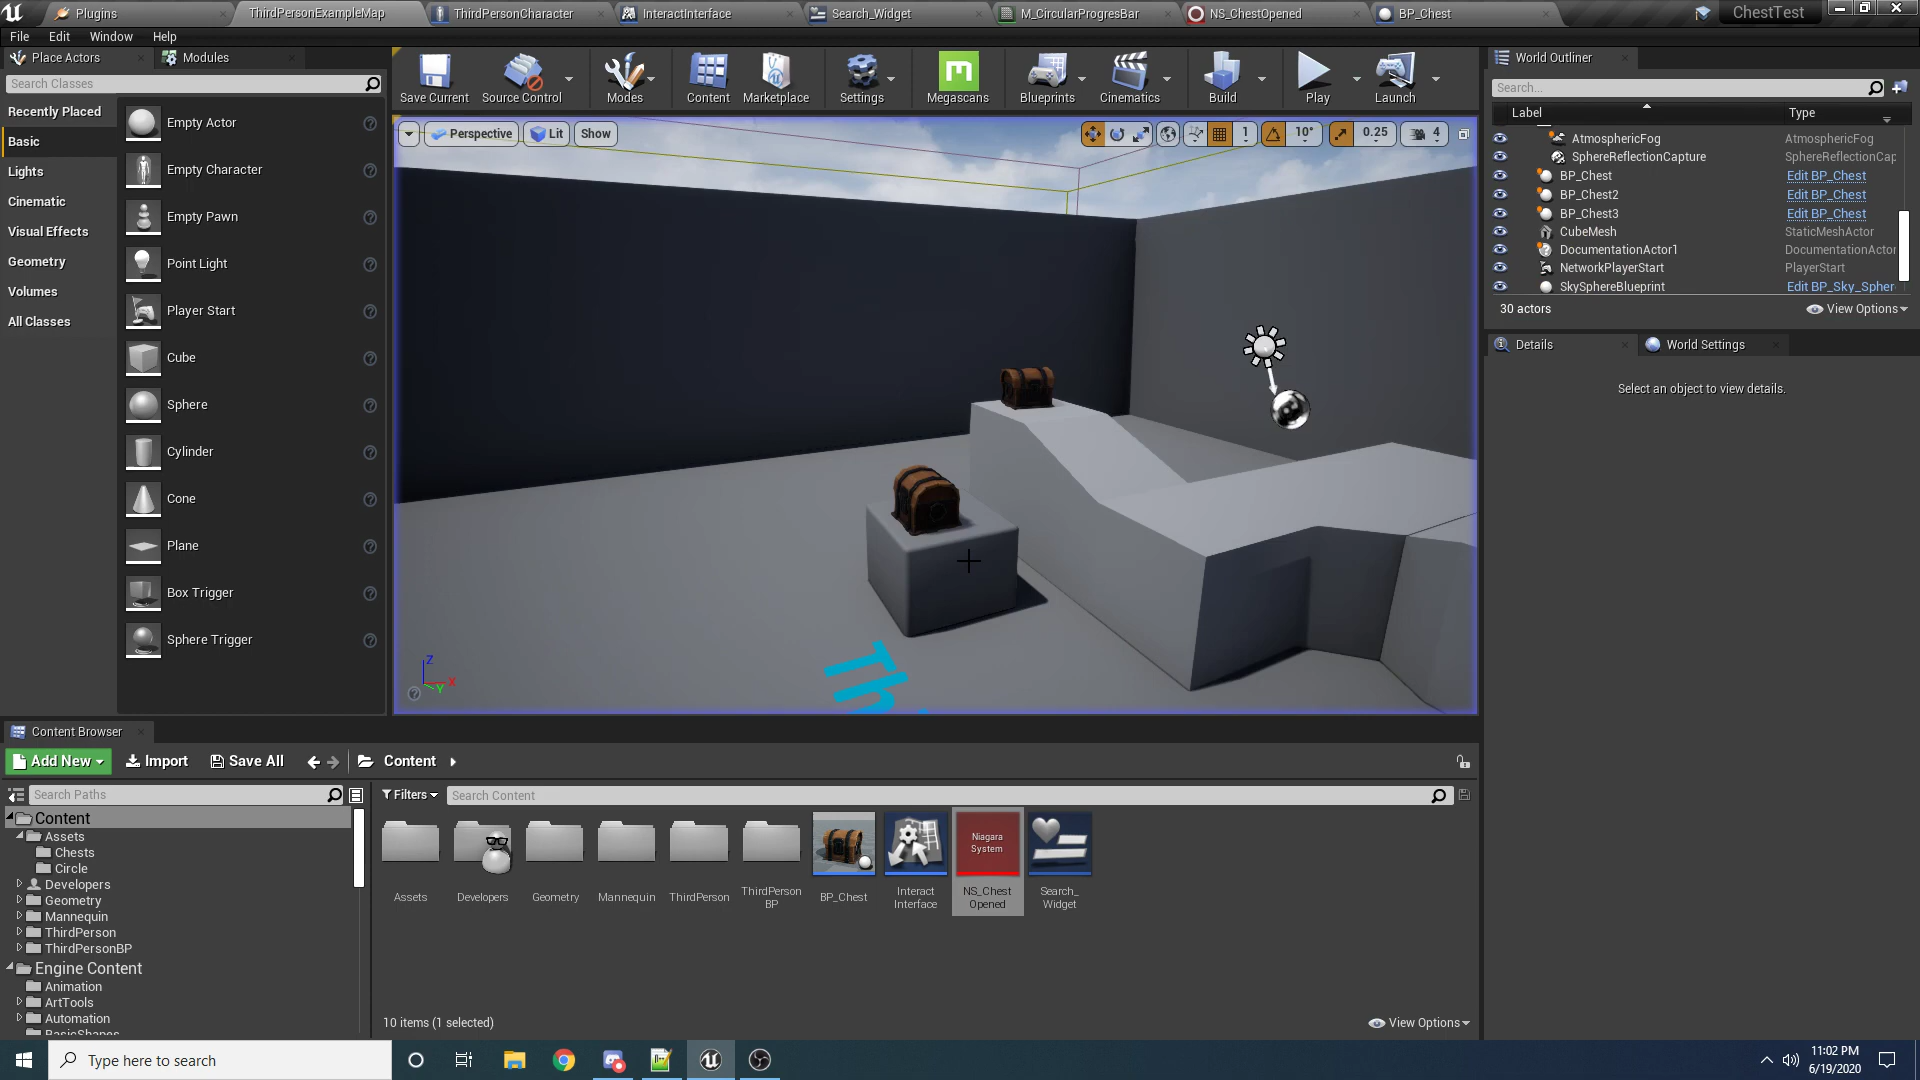 Plugins
ThirdPersonExampleMap
ThirdPersonCharacter
InteractInterface
Search_Widget
M_CircularProgresBar
NS_ChestOpened
BP_Chest
ChestTest
File Edit Window Help
Place Actors
Modules
Search Classes
Recently Placed
Basic
Lights
Cinematic
Visual Effects
Geometry
Volumes
All Classes
Empty Actor
Empty Character
Empty Pawn
Point Light
Player Start
Cube
Sphere
Cylinder
Cone
Plane
Box Trigger
Sphere Trigger
Save Current
Source Control
Modes
Content
Marketplace
Settings
Megascans
Blueprints
Cinematics
Build
Play
Launch
Perspective
Lit
Show
1
10°
0.25
4
Z
X
Y
World Outliner
Search...
Label Type
AtmosphericFog AtmosphericFog
SphereReflectionCapture SphereReflectionCap
BP_Chest Edit BP_Chest
BP_Chest2 Edit BP_Chest
BP_Chest3 Edit BP_Chest
CubeMesh StaticMeshActor
DocumentationActor1 DocumentationActor
NetworkPlayerStart PlayerStart
SkySphereBlueprint Edit BP_Sky_Spher
30 actors
View Options
Details
World Settings
Select an object to view details.
Content Browser
Add New
Import
Save All
Content
Search Paths
Filters
Search Content
Content
Assets
Chests
Circle
Developers
Geometry
Mannequin
ThirdPerson
ThirdPersonBP
Engine Content
Animation
ArtTools
Automation
BasicShapes
Assets
Developers
Geometry
Mannequin
ThirdPerson
ThirdPerson
BP
BP_Chest
Interact
Interface
Niagara
System
NS_Chest
Opened
Search_
Widget
10 items (1 selected)
View Options
Type here to search
11:02 PM
6/19/2020